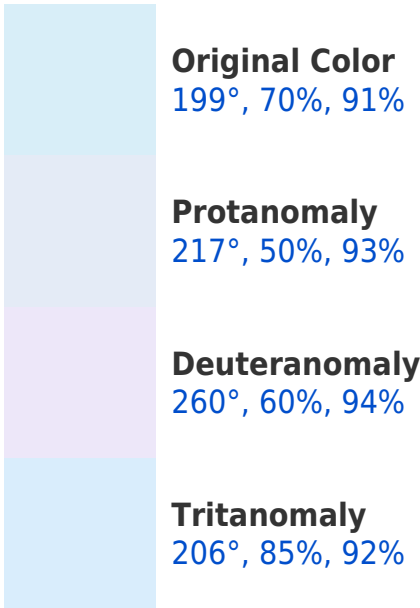 Original Color
199°, 70%, 91%
Protanomaly
217°, 50%, 93%
Deuteranomaly
260°, 60%, 94%
Tritanomaly
206°, 85%, 92%